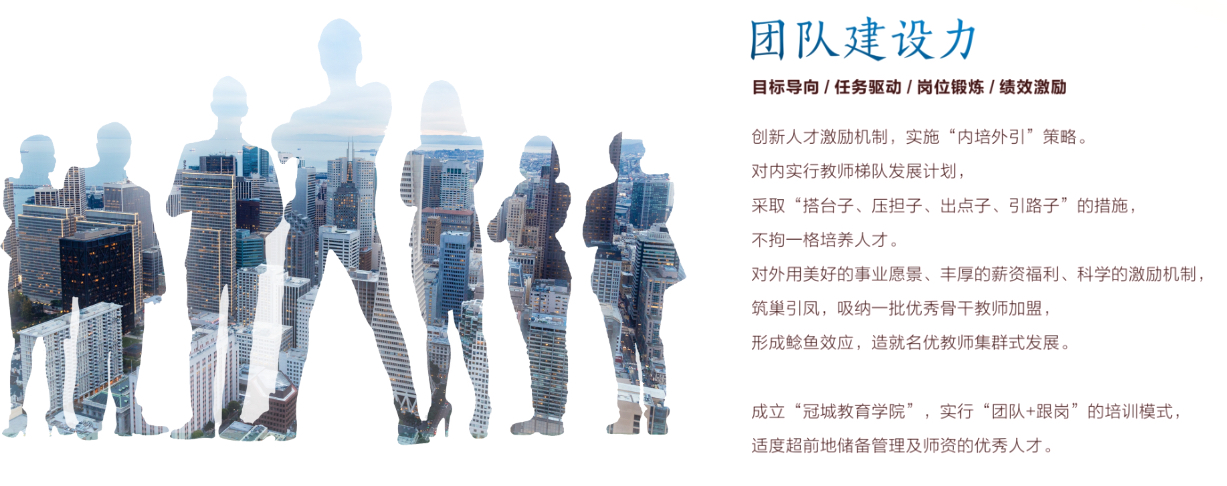 团队建设力
目标导向 / 任务驱动 / 岗位锻炼 / 绩效激励
创新人才激励机制，实施“内培外引”策略。
对内实行教师梯队发展计划，
采取“搭台子、压担子、出点子、引路子”的措施，
不拘一格培养人才。
对外用美好的事业愿景、丰厚的薪资福利、科学的激励机制，
筑巢引凤，吸纳一批优秀骨干教师加盟，
形成鲶鱼效应，造就名优教师集群式发展。
成立“冠城教育学院”，实行“团队+跟岗”的培训模式，
适度超前地储备管理及师资的优秀人才。